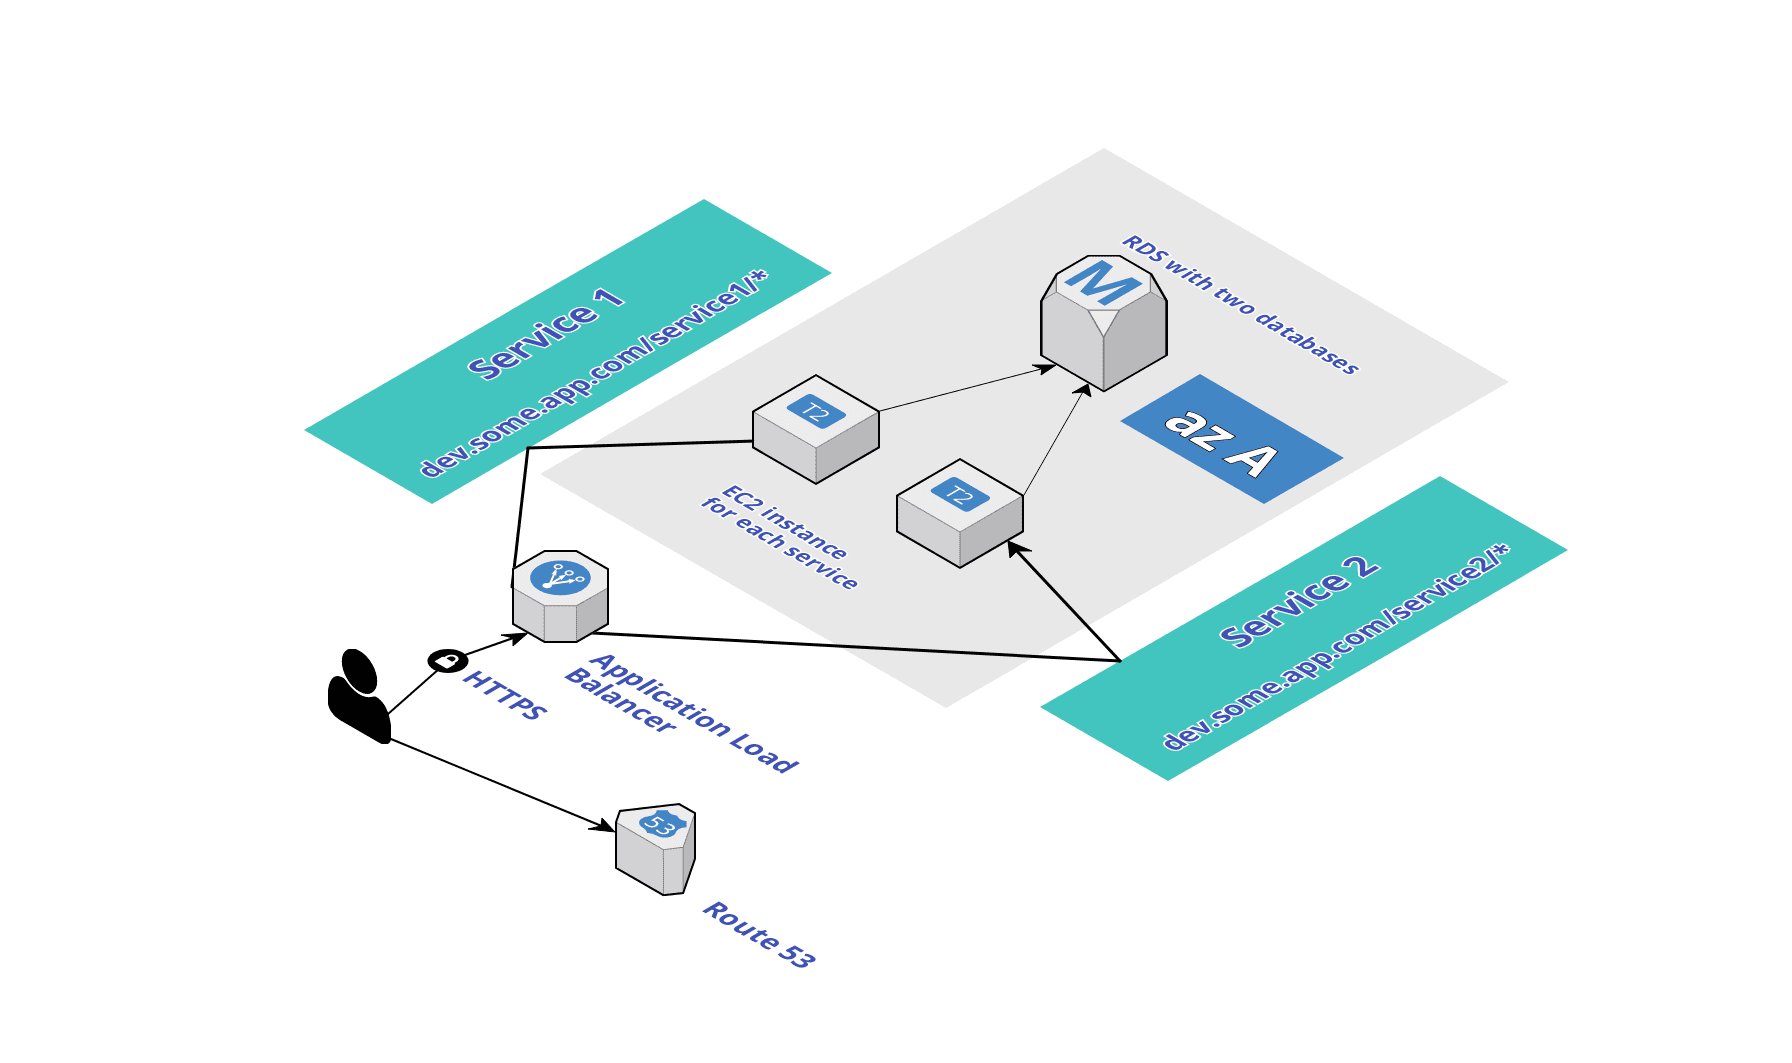 Service 1
dev.some.app.com/service1/*
RDS with two databases
M
T2
az A
T2
EC2 instance
for each service
Service 2
dev.some.app.com/service2/*
HTTPS
Application Load
Balancer
53
Route 53